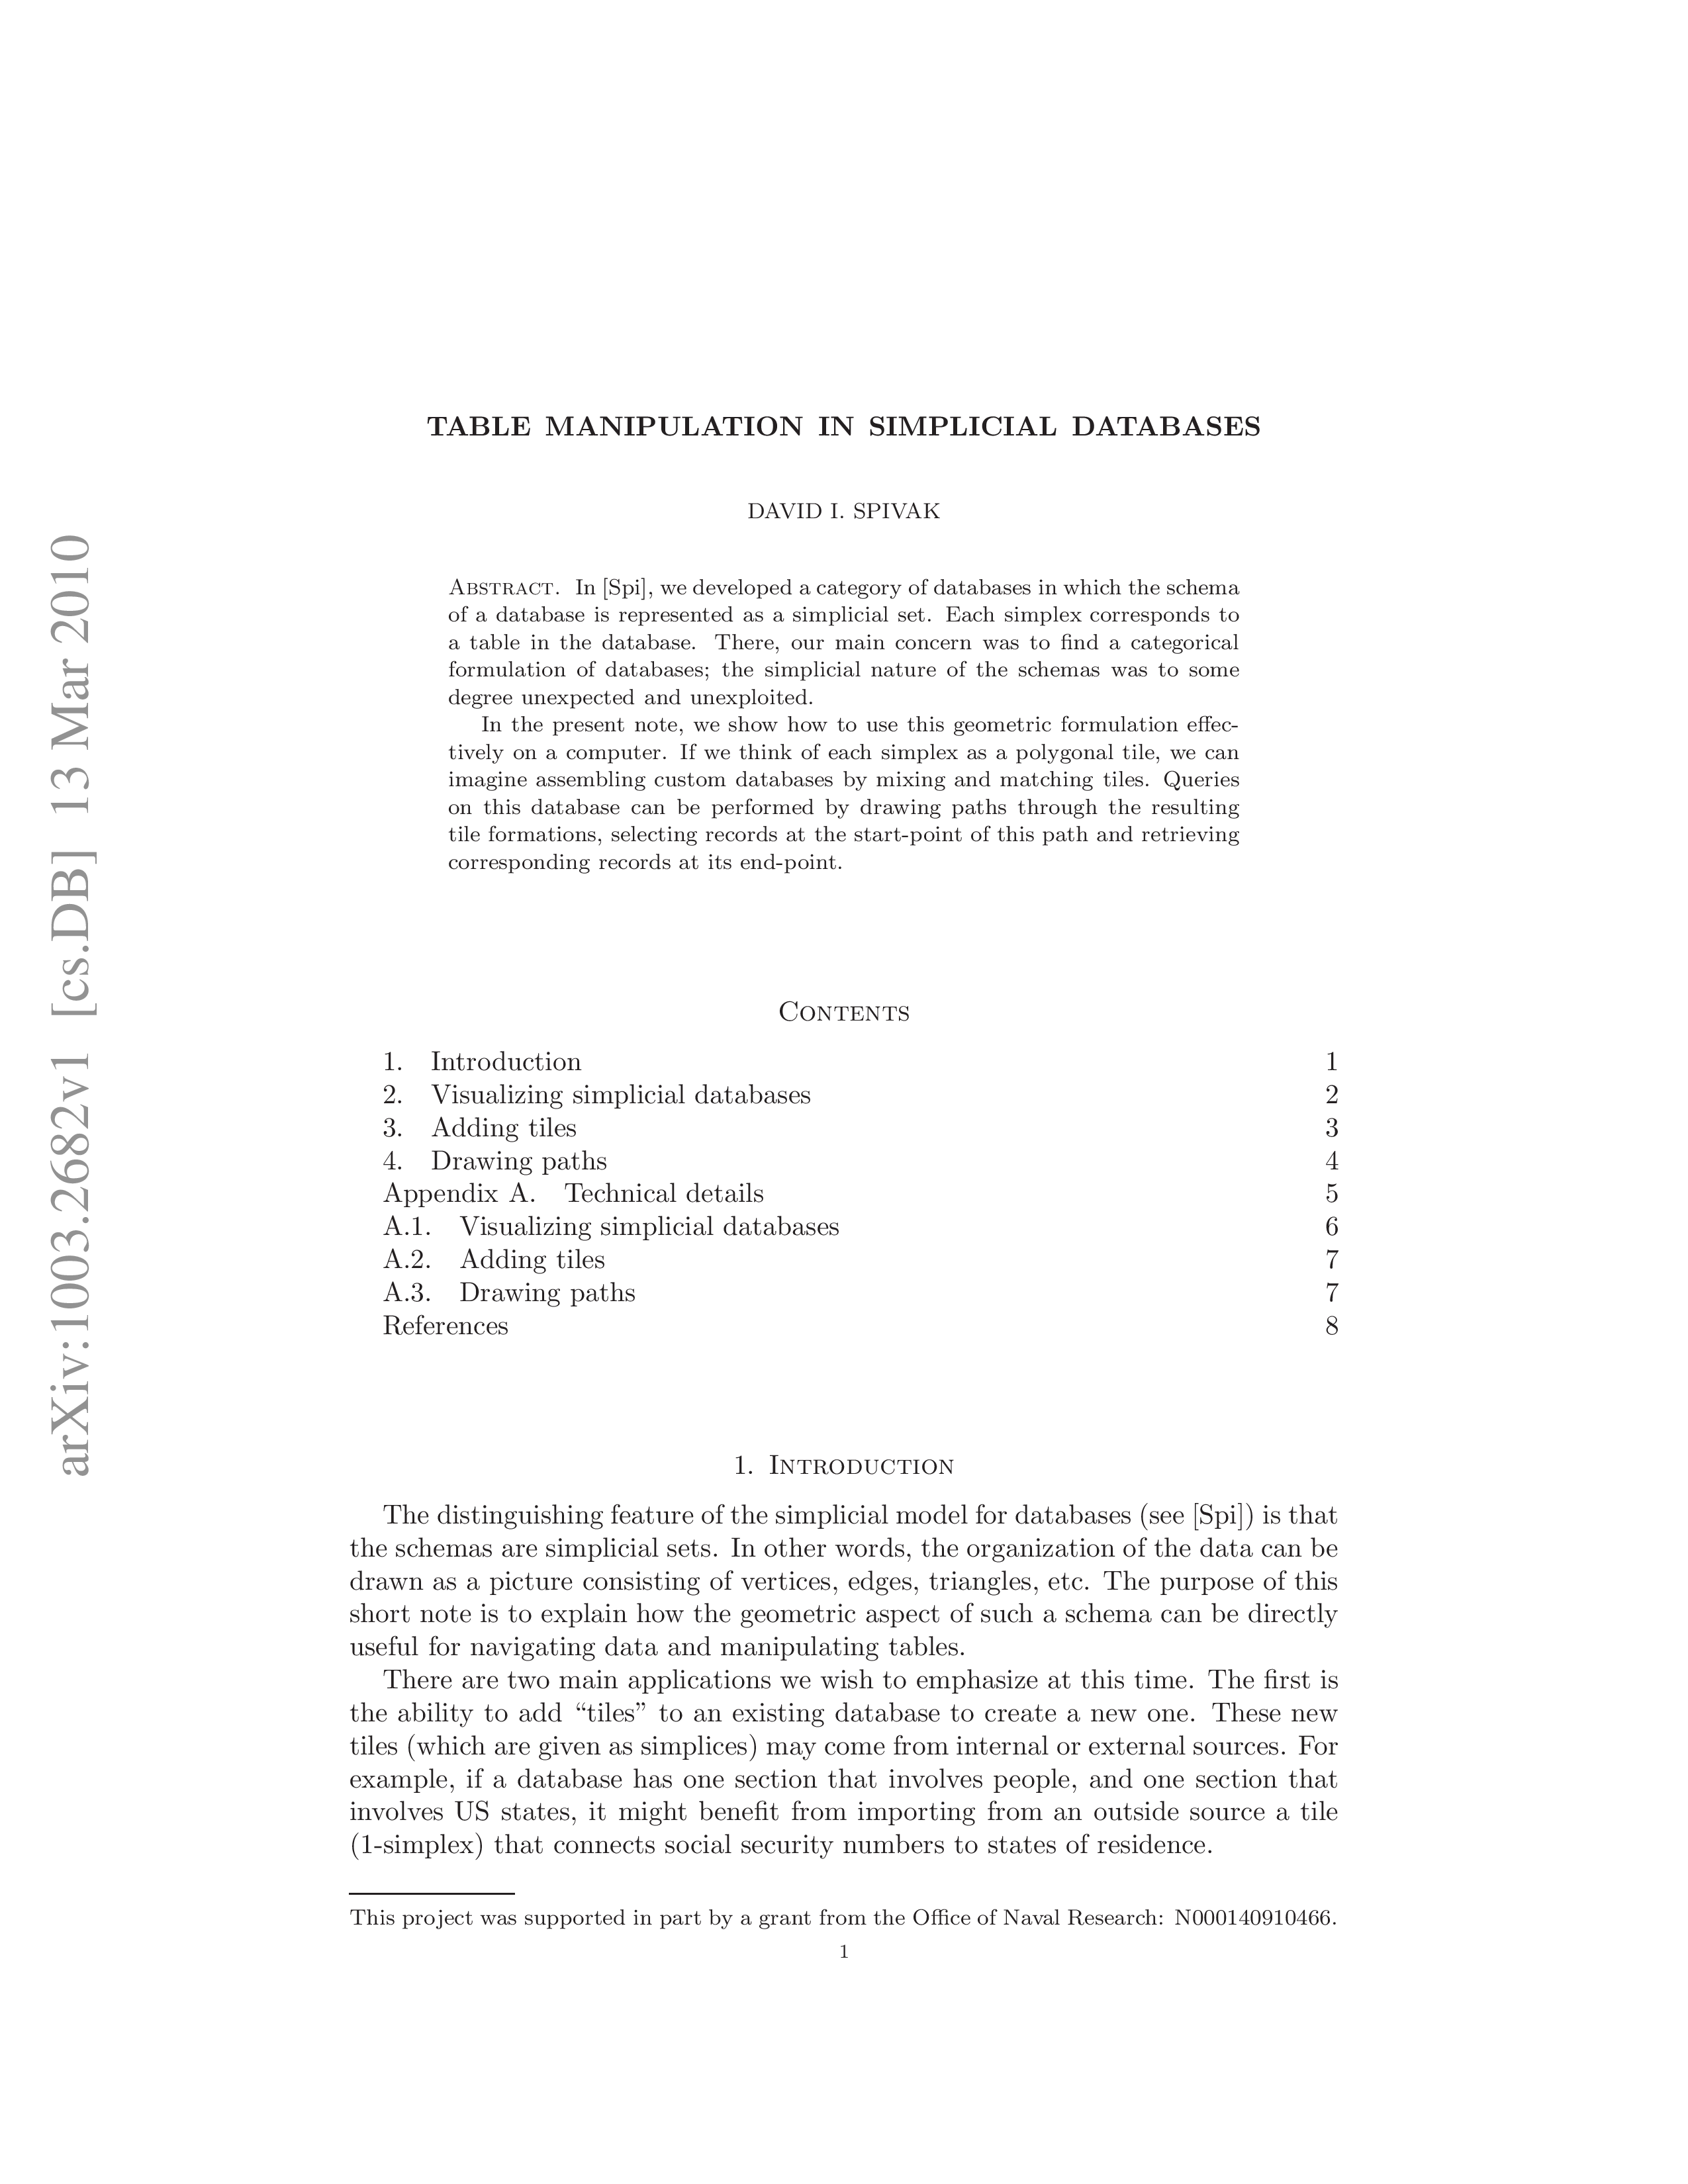 TABLE MANIPULATION IN SIMPLICIAL DATABASES
DAVID I. SPIVAK
ABSTRACT. In [Spi], we developed a category of databases in which the schema
of a database is represented as a simplicial set. Each simplex corresponds to
a table in the database. There, our main concern was to find a categorical
formulation of databases; the simplicial nature of the schemas was to some
degree unexpected and unexploited.
In the present note, we show how to use this geometric formulation effec-
tively on a computer. If we think of each simplex as a polygonal tile, we can
imagine assembling custom databases by mixing and matching tiles. Queries
on this database can be performed by drawing paths through the resulting
tile formations, selecting records at the start-point of this path and retrieving
corresponding records at its end-point.
CONTENTS
1. Introduction 1
2. Visualizing simplicial databases 2
3. Adding tiles 3
4. Drawing paths 4
Appendix A. Technical details 5
A.1. Visualizing simplicial databases 6
A.2. Adding tiles 7
A.3. Drawing paths 7
References 8
1. INTRODUCTION
The distinguishing feature of the simplicial model for databases (see [Spi]) is that
the schemas are simplicial sets. In other words, the organization of the data can be
drawn as a picture consisting of vertices, edges, triangles, etc. The purpose of this
short note is to explain how the geometric aspect of such a schema can be directly
useful for navigating data and manipulating tables.
There are two main applications we wish to emphasize at this time. The first is
the ability to add “tiles” to an existing database to create a new one. These new
tiles (which are given as simplices) may come from internal or external sources. For
example, if a database has one section that involves people, and one section that
involves US states, it might benefit from importing from an outside source a tile
(1-simplex) that connects social security numbers to states of residence.
This project was supported in part by a grant from the Office of Naval Research: N000140910466.
1
arXiv:1003.2682v1 [cs.DB] 13 Mar 2010